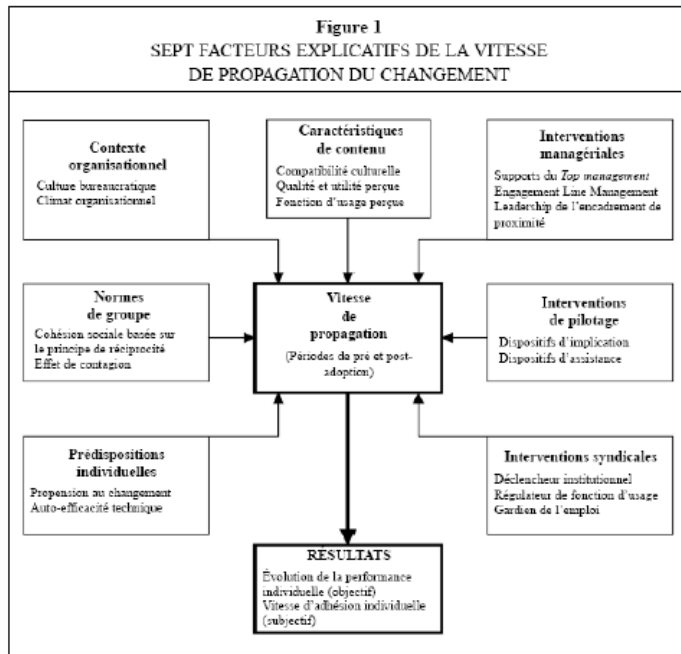 Figure 1
SEPT FACTEURS EXPLICATIFS DE LA VITESSE
DE PROPAGATION DU CHANGEMENT
Contexte
organisationnel
Culture bureaucratique
Climat organisationnel
Caractéristiques
de contenu
Compatibilité culturelle
Qualité et utilité perçue
Fonction d'usage perçue
Interventions
managériales
Supports du Top management
Engagement Line Management
Leadership de l'encadrement de
proximité
Normes
de groupe
Cohésion sociale basée sur
le principe de réciprocité
Effet de contagion
Vitesse
de
propagation
(Périodes de pré et post-
adoption)
Interventions
de pilotage
Dispositifs d'implication
Dispositifs d'assistance
Prédispositions
individuelles
Propension au changement
Auto-efficacité technique
Interventions syndicales
Déclencheur institutionnel
Régulateur de fonction d'usage
Gardien de l'emploi
RÉSULTATS
Évolution de la performance
individuelle (objectif)
Vitesse d'adhésion individuelle
(subjectif)